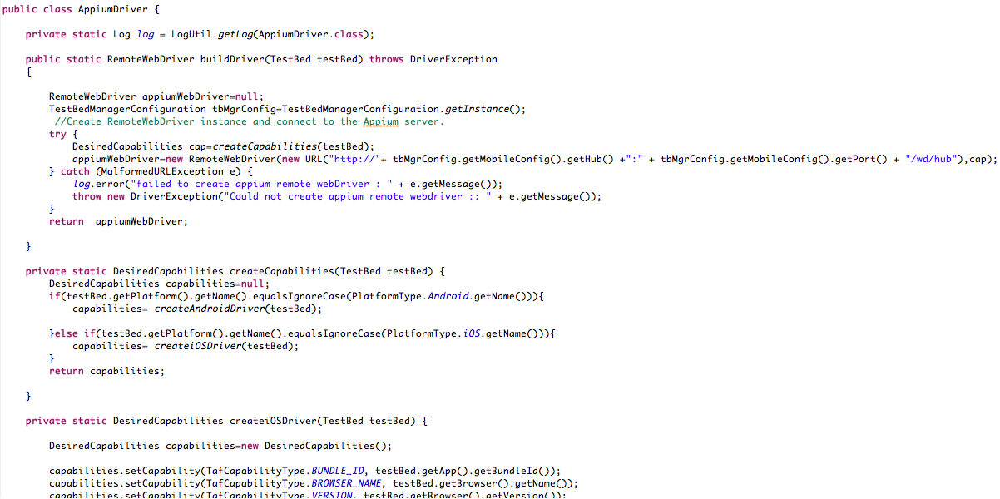 public class AppiumDriver {
private static Log log = LogUtil.getLog(AppiumDriver.class);
public static RemoteWebDriver buildDriver(TestBed testBed) throws DriverException
{
RemoteWebDriver appiumWebDriver=null;
TestBedManagerConfiguration tbMgrConfig=TestBedManagerConfiguration.getInstance();
//Create RemoteWebDriver instance and connect to the Appium server.
try {
DesiredCapabilities cap=createCapabilities(testBed);
appiumWebDriver=new RemoteWebDriver(new URL("http://"+ tbMgrConfig.getMobileConfig().getHub() +":" + tbMgrConfig.getMobileConfig().getPort() + "/wd/hub"),cap);
} catch (MalformedURLException e) {
log.error("failed to create appium remote webDriver : " + e.getMessage());
throw new DriverException("Could not create appium remote webdriver :: " + e.getMessage());
}
return  appiumWebDriver;
}
private static DesiredCapabilities createCapabilities(TestBed testBed) {
DesiredCapabilities capabilities=null;
if(testBed.getPlatform().getName().equalsIgnoreCase(PlatformType.Android.getName())){
capabilities= createAndroidDriver(testBed);
}else if(testBed.getPlatform().getName().equalsIgnoreCase(PlatformType.iOS.getName())){
capabilities= createiOSDriver(testBed);
}
return capabilities;
}
private static DesiredCapabilities createiOSDriver(TestBed testBed) {
DesiredCapabilities capabilities=new DesiredCapabilities();
capabilities.setCapability(TafCapabilityType.BUNDLE_ID, testBed.getApp().getBundleId());
capabilities.setCapability(TafCapabilityType.BROWSER_NAME, testBed.getBrowser().getName());
capabilities.setCapability(TafCapabilityType.VERSION, testBed.getBrowser().getVersion());